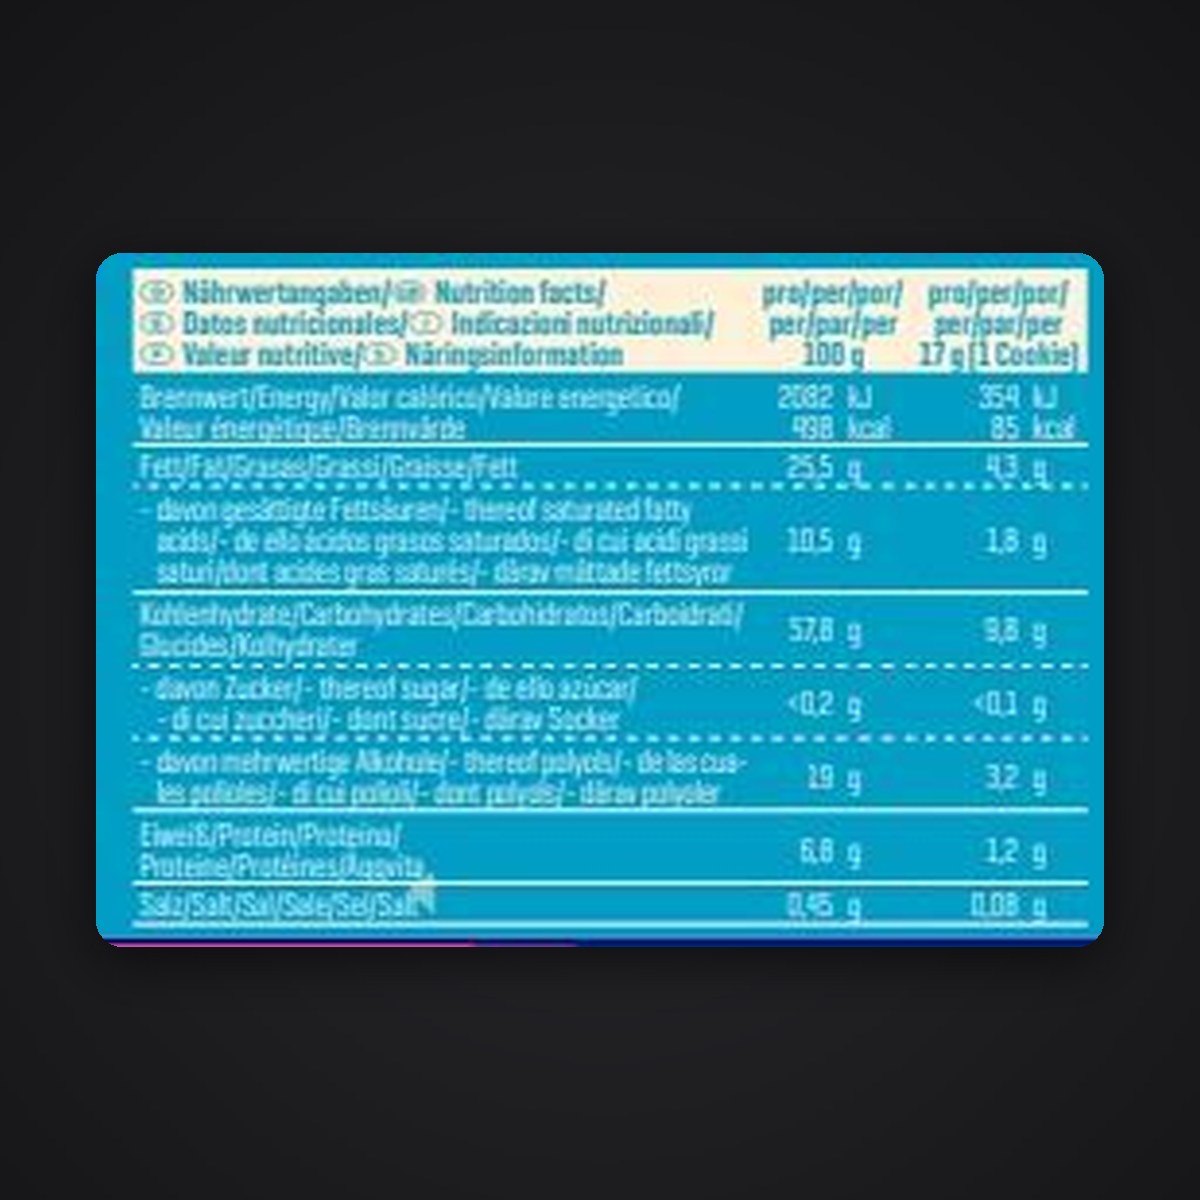 Nährwertangaben/ GB Nutrition facts/ pro/per/por/ pro/per/por/
E Datos nutricionales/ I Indicazioni nutrizionali/ per/par/per per/par/per
Valeur nutritive/ S Näringsinformation 100 g 17 g (1 Cookie)
Brennwert/Energy/Valor calórico/Valore energetico/ 2082 kJ 354 kJ
Valeur énergétique/Brennvärde 498 kcal 85 kcal
Fett/Fat/Grasas/Grassi/Graisse/Fett 25,5 g 4,3 g
- davon gesättigte Fettsäuren/- thereof saturated fatty
acids/- de ello ácidos grasos saturados/- di cui acidi grassi 10,5 g 1,8 g
saturi/dont acides gras saturés/- därav mättade fettsyror
Kohlenhydrate/Carbohydrates/Carbohidratos/Carboidrati/ 57,8 g 9,8 g
Glucides/Kolhydrater
- davon Zucker/- thereof sugar/- de ello azúcar/ <0,2 g <0,1 g
- di cui zuccheri/- dont sucre/- därav Socker
- davon mehrwertige Alkohole/- thereof polyols/- de las cua- 19 g 3,2 g
les polioles/- di cui polioli/- dont polyols/- därav polyoler
Eiweiß/Protein/Proteína/ 6,8 g 1,2 g
Proteine/Protéines/Äggvita
Salz/Salt/Sal/Sale/Sel/Salt 0,45 g 0,08 g